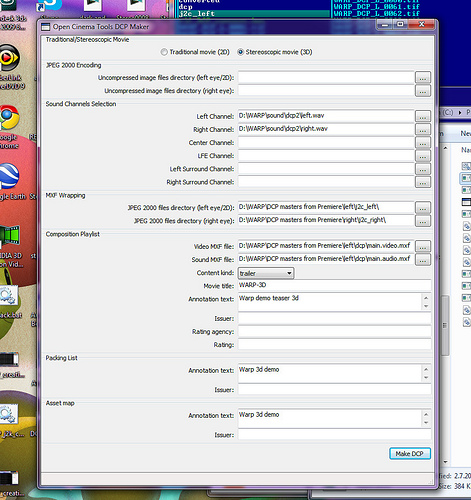 converted
dcp
j2c_left
WARP_DCP_L_0861.tif
WARP_DCP_L_0862.tif
Open Cinema Tools DCP Maker
Traditional/Stereoscopic Movie
Traditional movie (2D)
Stereoscopic movie (3D)
JPEG 2000 Encoding
Uncompressed image files directory (left eye/2D):
...
Uncompressed image files directory (right eye):
...
Sound Channels Selection
Left Channel: D:\WARP\sound\dcp2\left.wav
...
Right Channel: D:\WARP\sound\dcp2\right.wav
...
Center Channel:
...
LFE Channel:
...
Left Surround Channel:
...
Right Surround Channel:
...
MXF Wrapping
JPEG 2000 files directory (left eye/2D): D:\WARP\DCP masters from Premiere\left\j2c_left\
...
JPEG 2000 files directory (right eye): D:\WARP\DCP masters from Premiere\right\j2c_right\
...
Composition Playlist
Video MXF file: D:\WARP\DCP masters from Premiere\left\dcp\main.video.mxf
...
Sound MXF file: D:\WARP\DCP masters from Premiere\left\dcp\main.audio.mxf
...
Content kind: trailer
Movie title: WARP-3D
Annotation text: Warp demo teaser 3d
Issuer:
Rating agency:
Rating:
Packing List
Annotation text: Warp 3d demo
Issuer:
Asset map
Annotation text: Warp 3d demo
Issuer:
Make DCP